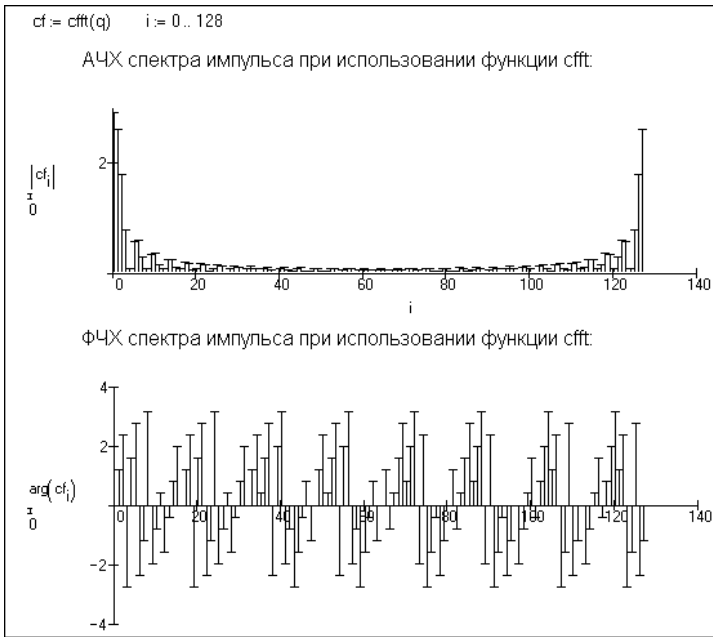 cf := cfft(q) i := 0 .. 128
АЧХ спектра импульса при использовании функции cfft:
2
|cf i|
0
0 20 40 60 80 100 120 140
i
ФЧХ спектра импульса при использовании функции cfft:
4
2
arg(cf i)
0
0 20 40 60 80 100 120 140
−2
−4